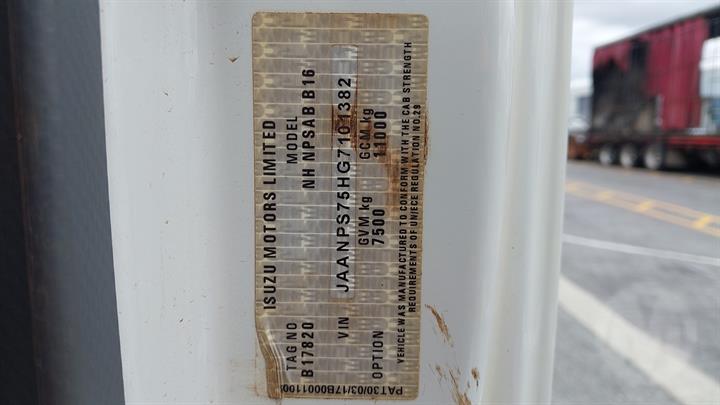 ISUZU MOTORS LIMITED
TAG NO MODEL
B17820 NH NPSAB B16
VIN JAANPS75HG7101382
GVM kg GCM kg
OPTION 7500 11000
VEHICLE WAS MANUFACTURED TO CONFORM WITH THE CAB STRENGTH
REQUIREMENTS OF UNIECE REGULATION NO.29
PAT30/03/17B0001100